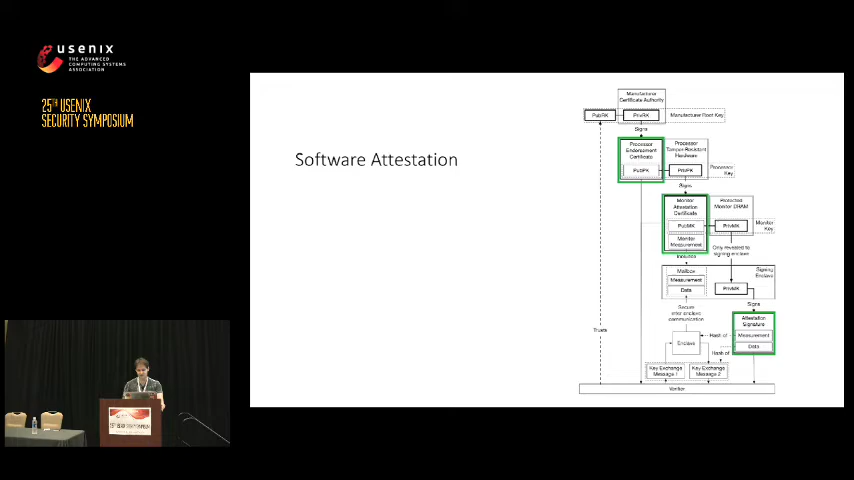 usenix
THE ADVANCED
COMPUTING SYSTEMS
ASSOCIATION
25TH USENIX
SECURITY SYMPOSIUM
Software Attestation
Manufacturer
Certificate Authority
PubRK
PrivRK
Manufacturer Root Key
Signs
Processor
Endorsement
Certificate
PubPK
Processor
Tamper-Resistant
Hardware
PrivPK
Processor
Key
Signs
Monitor
Attestation
Certificate
PubMK
Monitor
Measurement
Protected
Monitor DRAM
PrivMK
Monitor
Key
Only revealed to
signing enclave
Includes
Mailbox
Measurement
Data
Signing
Enclave
PrivMK
Signs
Secure
inter enclave
communication
Attestation
Signature
Measurement
Data
Hash of
Hash of
Trusts
Enclave
Key Exchange
Message 1
Key Exchange
Message 2
Verifier
25TH USENIX SECURITY SYMPOSIUM